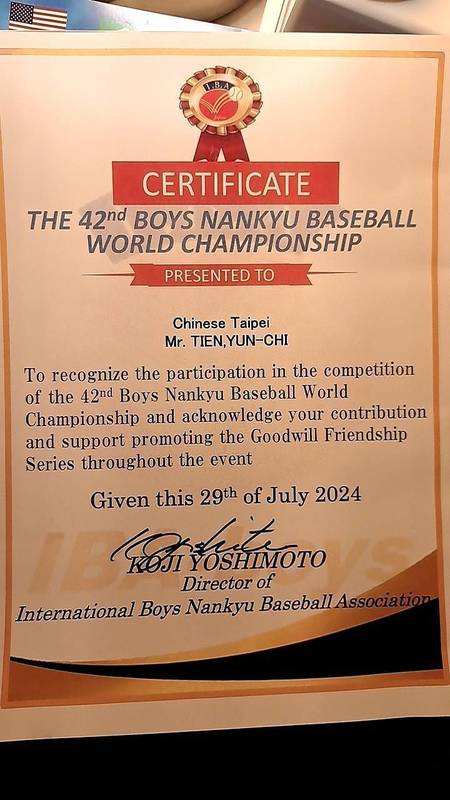 I.B.A
CERTIFICATE
THE 42nd BOYS NANKYU BASEBALL
WORLD CHAMPIONSHIP
PRESENTED TO
Chinese Taipei
Mr. TIEN,YUN-CHI
To recognize the participation in the competition
of the 42nd Boys Nankyu Baseball World
Championship and acknowledge your contribution
and support promoting the Goodwill Friendship
Series throughout the event
Given this 29th of July 2024
KOJI YOSHIMOTO
Director of
International Boys Nankyu Baseball Association